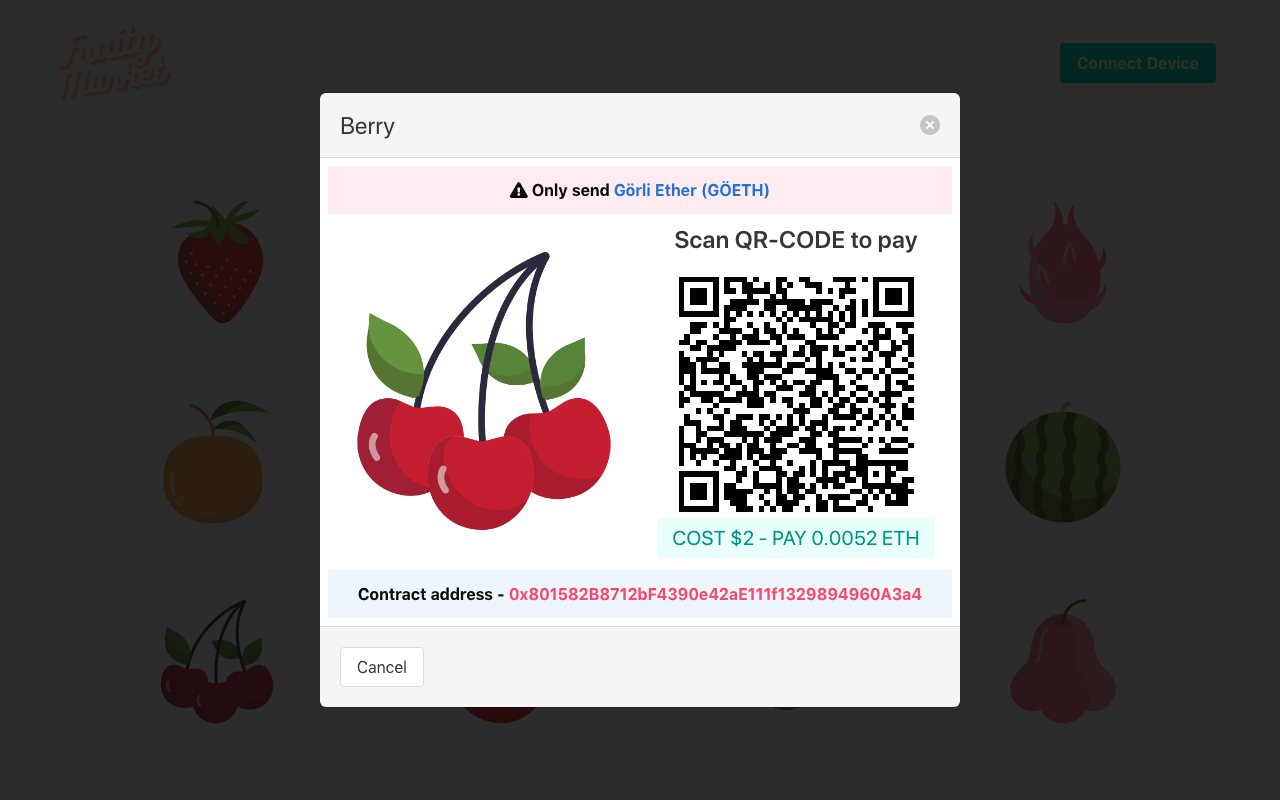 Fruity
Market
Connect Device
Berry
Only send Görli Ether (GÖETH)
Scan QR-CODE to pay
COST $2 - PAY 0.0052 ETH
Contract address - 0x801582B8712bF4390e42aE111f1329894960A3a4
Cancel